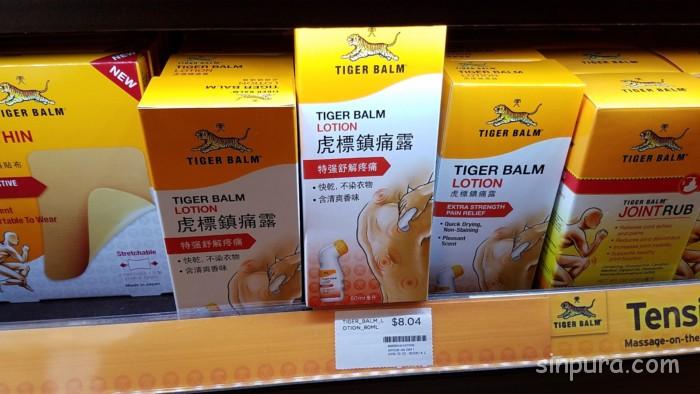 NEW
TIGER BALM
HIN
貼布
Stretchable
Made in Japan
TIGER BALM
TIGER BALM
LOTION
虎標鎮痛露
特强舒解疼痛
• 快乾, 不染衣物
• 含清爽香味
TIGER BALM
TIGER BALM
LOTION
虎標鎮痛露
特强舒解疼痛
• 快乾, 不染衣物
• 含清爽香味
60ml
TIGER BALM
TIGER BALM
LOTION
虎標鎮痛露
EXTRA STRENGTH
PAIN RELIEF
• Quick Drying,
Non-Staining
• Pleasant
Scent
TIGER BALM
TIGER BALM
JOINTRUB
TIGER_BALM_L
OTION_80ML
$8.04
TIGER BALM
Tensi
Massage-on-the
sinpura.com